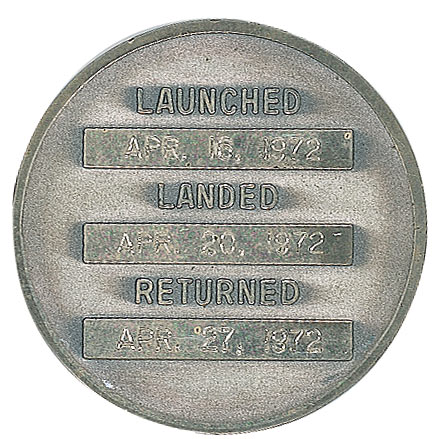 LAUNCHED
APR. 16, 1972
LANDED
APR. 20, 1972
RETURNED
APR. 27, 1972